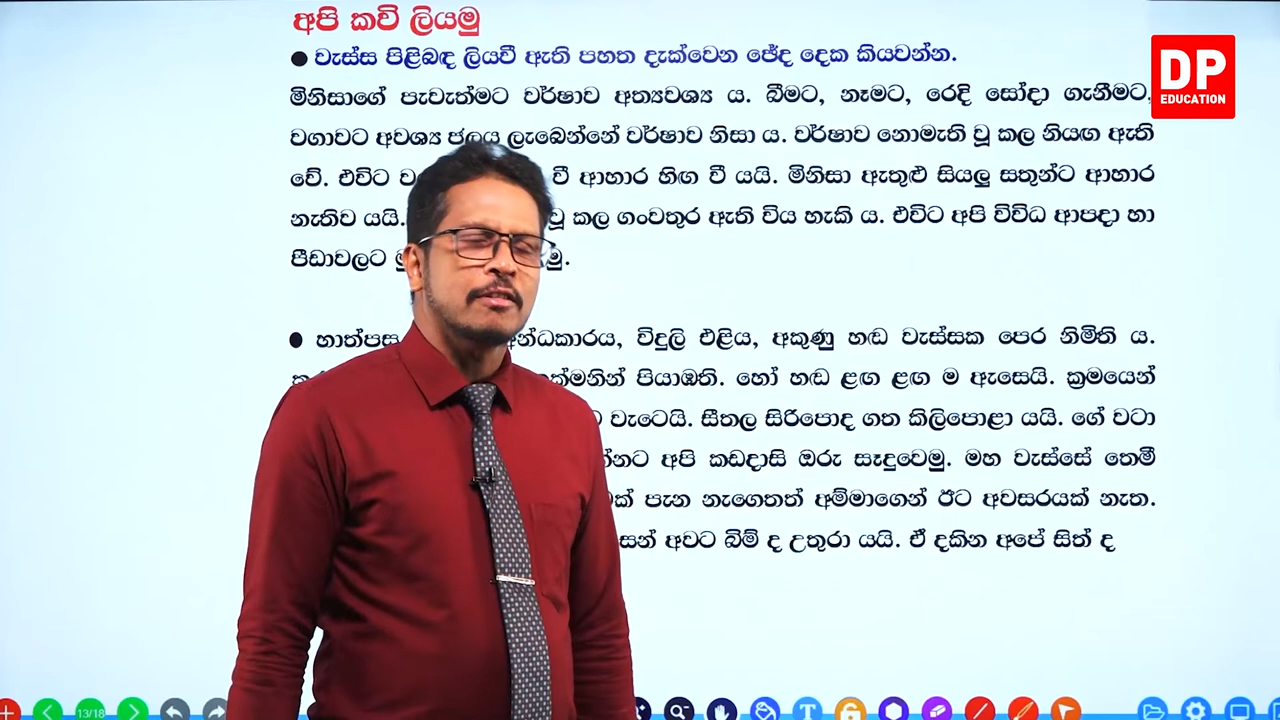 අපි කවි ලියමු
● වැස්ස පිළිබඳ ලියවී ඇති පහත දැක්වෙන ඡේද දෙක කියවන්න.
මිනිසාගේ පැවැත්මට වර්ෂාව අත්‍යවශ්‍ය ය. බීමට, නෑමට, රෙදි සෝදා ගැනීමට,
වගාවට අවශ්‍ය ජලය ලැබෙන්නේ වර්ෂාව නිසා ය. වර්ෂාව නොමැති වූ කල නියඟ ඇති
වේ. එවිට වී ආහාර හිඟ වී යයි. මිනිසා ඇතුළු සියලු සතුන්ට ආහාර
නැතිව යයි. වූ කල ගංවතුර ඇති විය හැකි ය. එවිට අපි විවිධ ආපදා හා
පීඩාවලට
● හාත්පස අන්ධකාරය, විදුලි එළිය, අකුණු හඬ වැස්සක පෙර නිමිති ය.
පියාඹති. හෝ හඬ ළඟ ළඟ ම ඇසෙයි. ක්‍රමයෙන්
වැටෙයි. සීතල සිරිපොද ගත කිලිපොළා යයි. ගේ වටා
අපි කඩදාසි ඔරු සෑදුවෙමු. මහ වැස්සේ තෙමී
පැන නැගෙතත් අම්මාගෙන් ඊට අවසරයක් නැත.
අවට බිම් ද උතුරා යයි. ඒ දකින අපේ සිත් ද
DP
EDUCATION
13/18